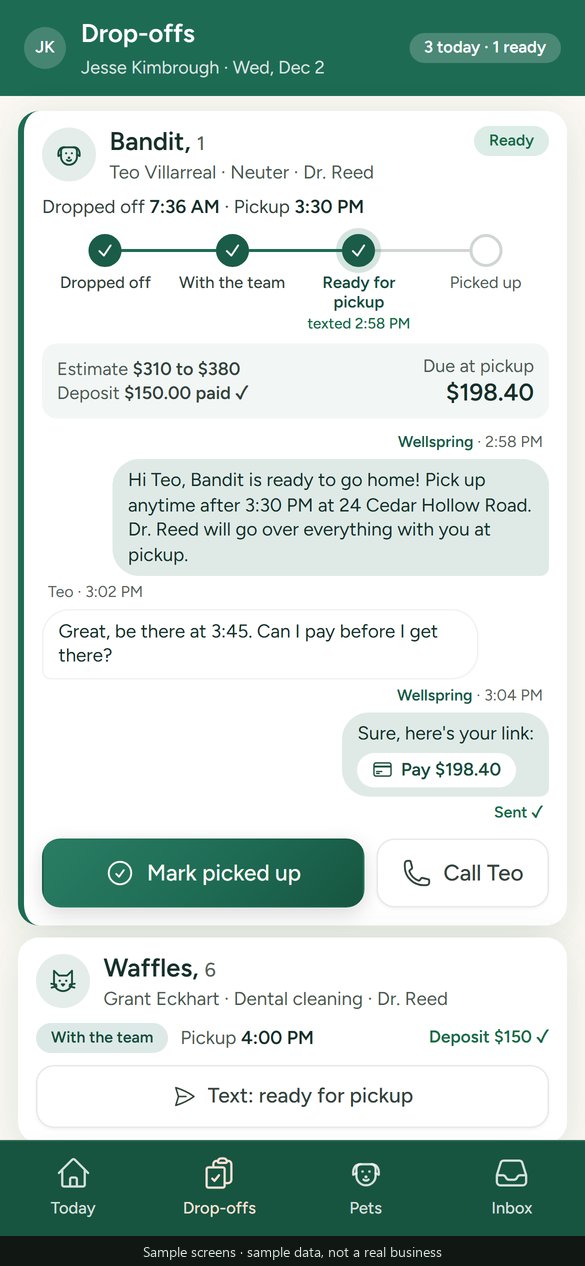 JK
Drop-offs
Jesse Kimbrough · Wed, Dec 2
3 today · 1 ready
Bandit, 1
Teo Villarreal · Neuter · Dr. Reed
Ready
Dropped off 7:36 AM · Pickup 3:30 PM
Dropped off
With the team
Ready for
pickup
texted 2:58 PM
Picked up
Estimate $310 to $380
Deposit $150.00 paid ✓
Due at pickup
$198.40
Wellspring · 2:58 PM
Hi Teo, Bandit is ready to go home! Pick up
anytime after 3:30 PM at 24 Cedar Hollow Road.
Dr. Reed will go over everything with you at
pickup.
Teo · 3:02 PM
Great, be there at 3:45. Can I pay before I get
there?
Wellspring · 3:04 PM
Sure, here's your link:
Pay $198.40
Sent ✓
Mark picked up
Call Teo
Waffles, 6
Grant Eckhart · Dental cleaning · Dr. Reed
With the team
Pickup 4:00 PM
Deposit $150 ✓
Text: ready for pickup
Today
Drop-offs
Pets
Inbox
Sample screens · sample data, not a real business